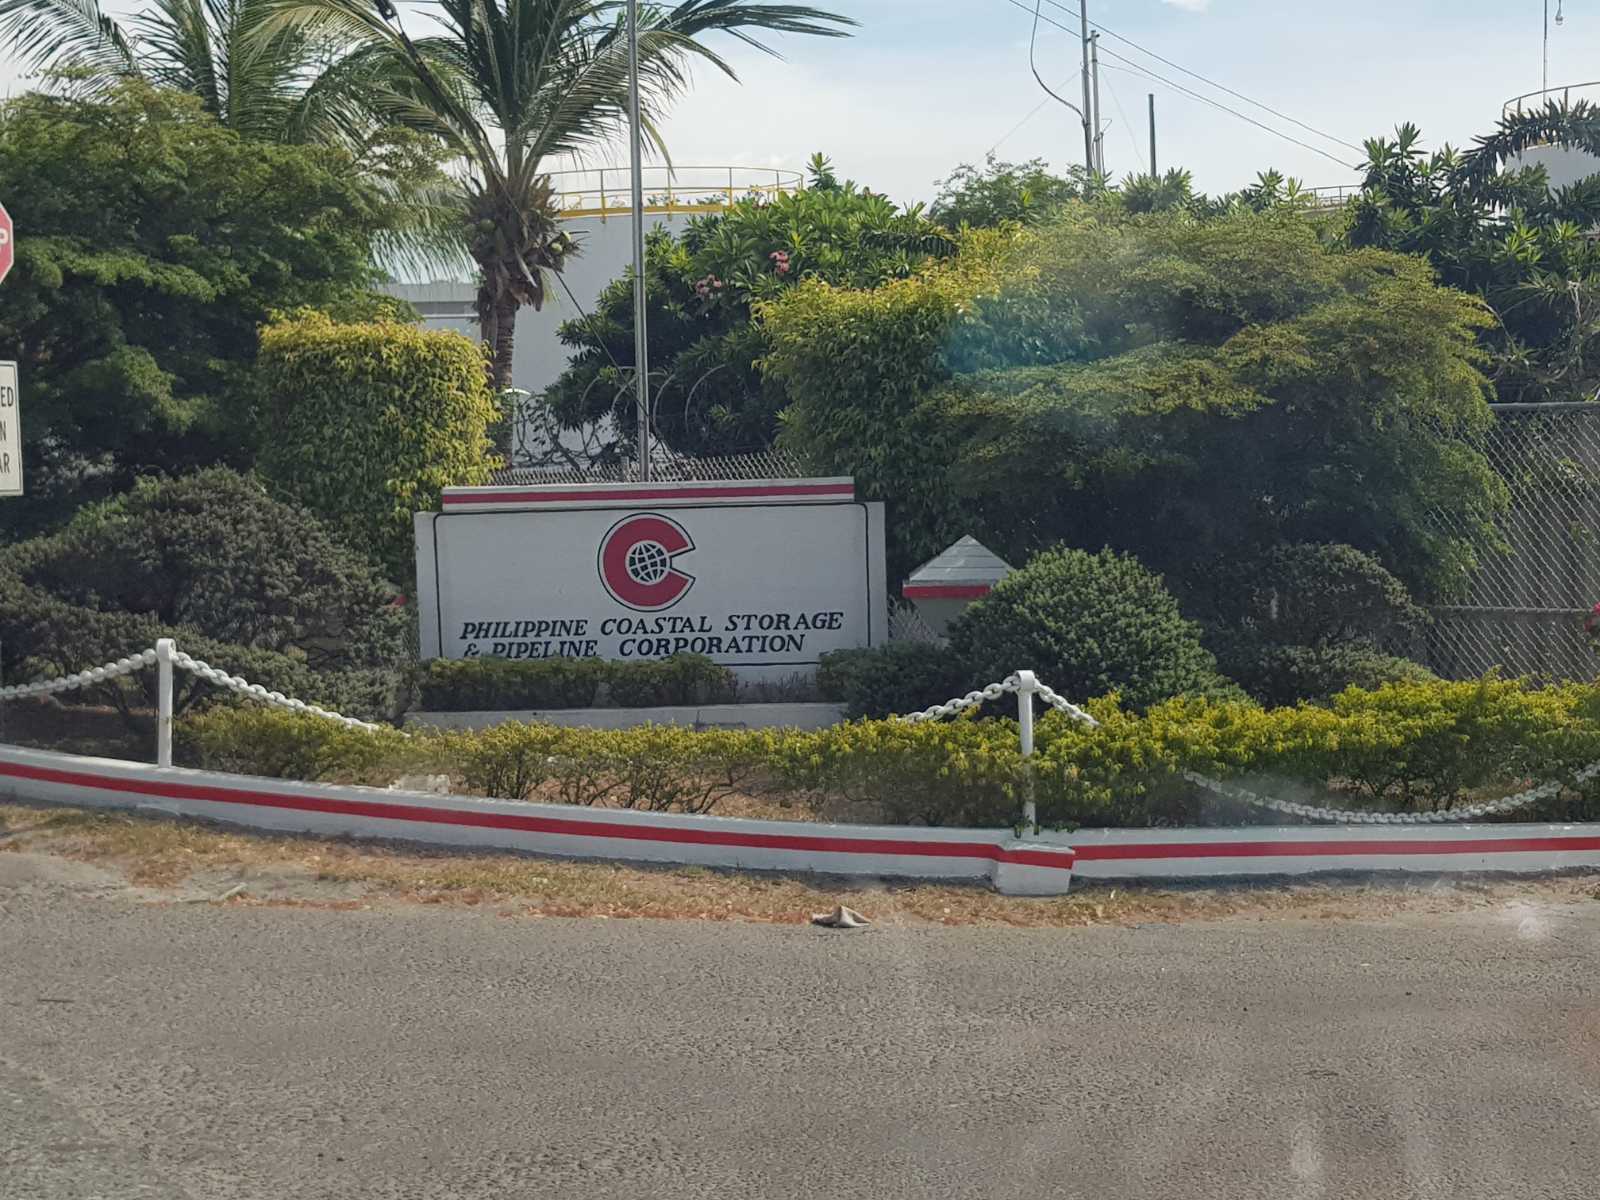 PHILIPPINE COASTAL STORAGE
& PIPELINE CORPORATION